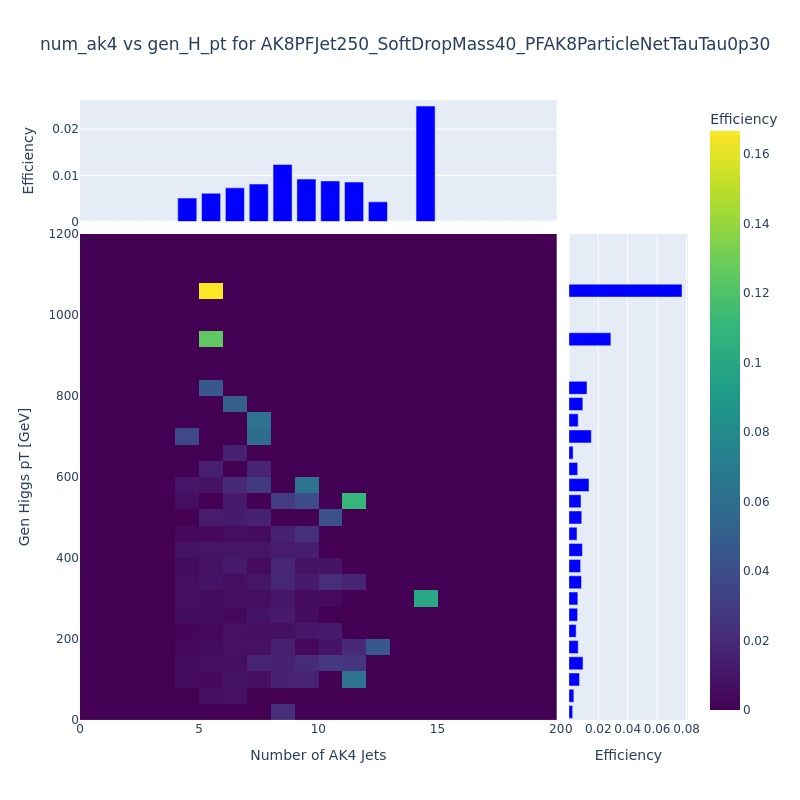 num_ak4 vs gen_H_pt for AK8PFJet250_SoftDropMass40_PFAK8ParticleNetTauTau0p30
Efficiency
0.02
0.01
0
Efficiency
0.16
0.14
0.12
0.1
0.08
0.06
0.04
0.02
0
Gen Higgs pT [GeV]
1200
1000
800
600
400
200
0
0 5 10 15 20
0 0.02 0.04 0.06 0.08
Number of AK4 Jets
Efficiency